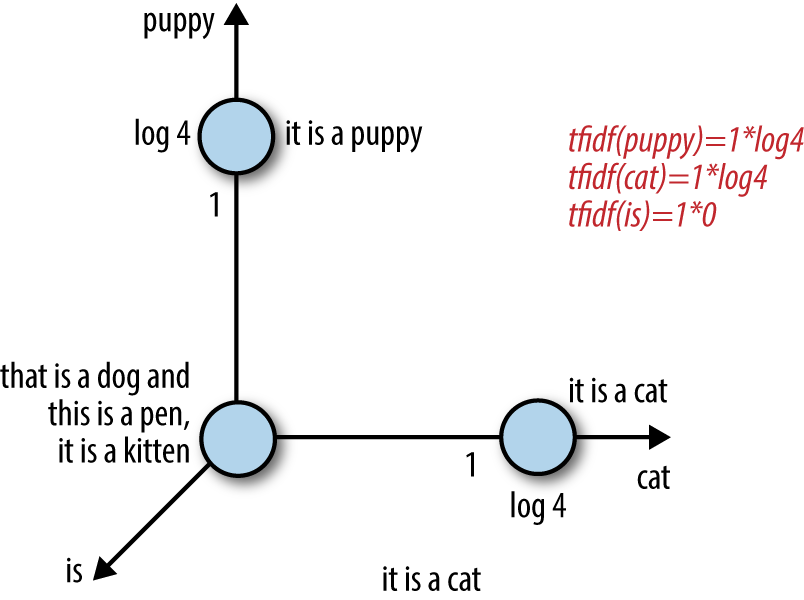 puppy
log 4
it is a puppy
1
tfidf(puppy)=1*log4
tfidf(cat)=1*log4
tfidf(is)=1*0
that is a dog and
this is a pen,
it is a kitten
it is a cat
1
cat
log 4
is
it is a cat